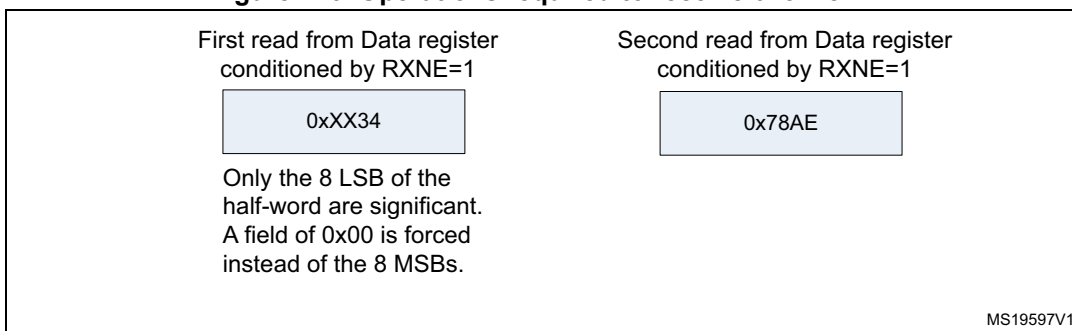 First read from Data register
conditioned by RXNE=1
0xXX34
Only the 8 LSB of the
half-word are significant.
A field of 0x00 is forced
instead of the 8 MSBs.
Second read from Data register
conditioned by RXNE=1
0x78AE
MS19597V1